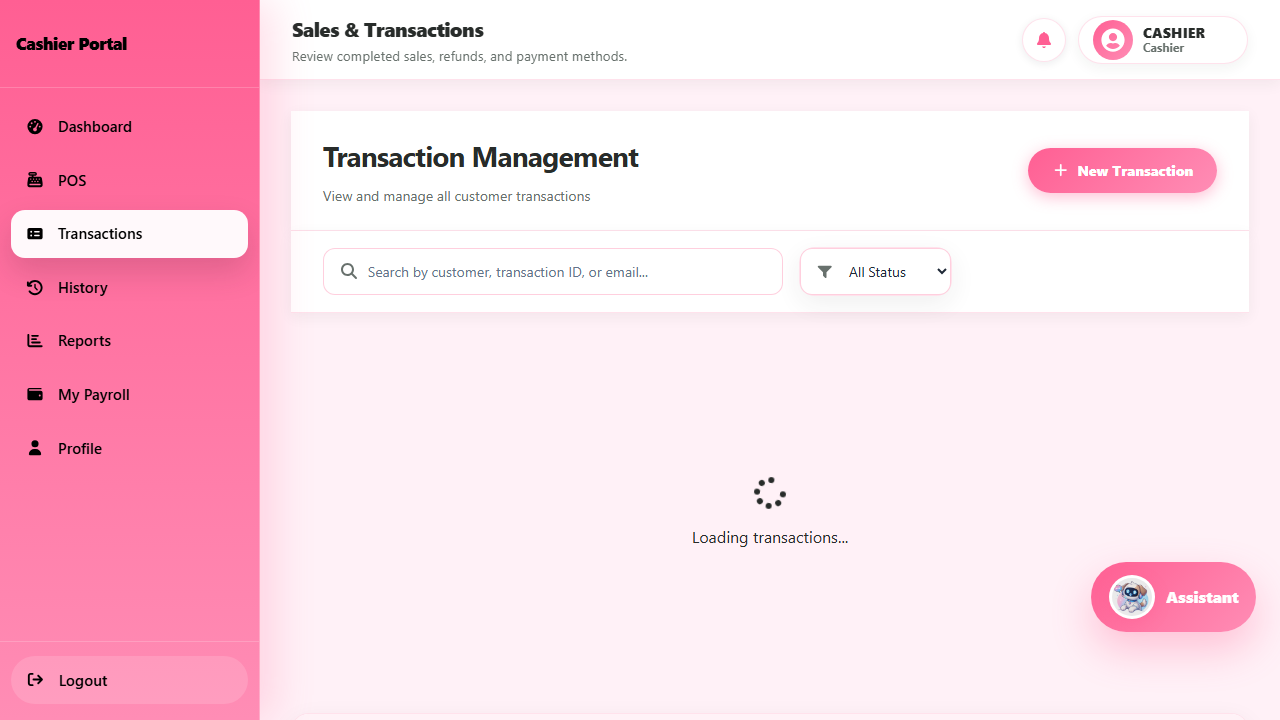 Cashier Portal
Dashboard
POS
Transactions
History
Reports
My Payroll
Profile
Logout
Sales & Transactions
Review completed sales, refunds, and payment methods.
CASHIER
Cashier
Transaction Management
View and manage all customer transactions
New Transaction
Search by customer, transaction ID, or email...
All Status
Loading transactions...
Assistant